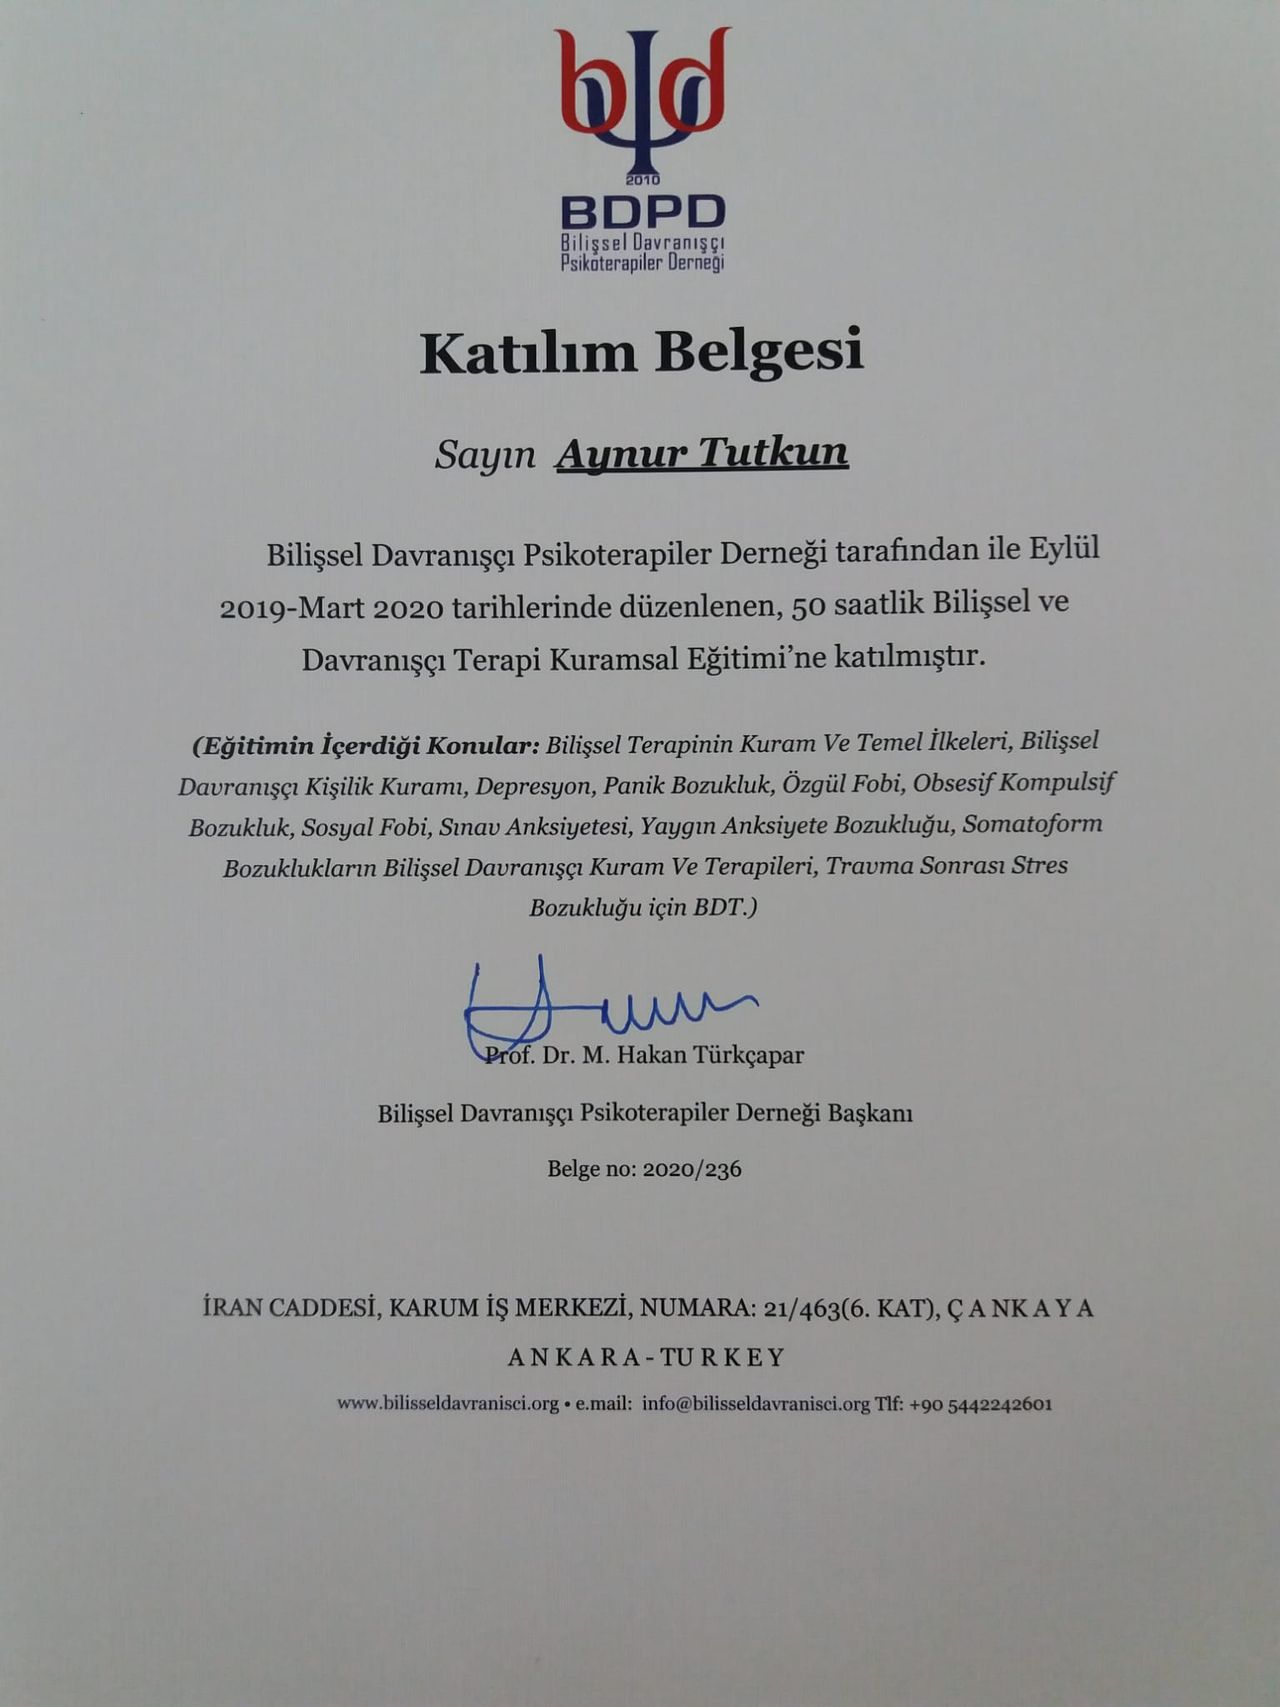 bd
2010
BDPD
Bilişsel Davranışçı
Psikoterapiler Derneği
Katılım Belgesi
Sayın Aynur Tutkun
Bilişsel Davranışçı Psikoterapiler Derneği tarafından ile Eylül
2019-Mart 2020 tarihlerinde düzenlenen, 50 saatlik Bilişsel ve
Davranışçı Terapi Kuramsal Eğitimi’ne katılmıştır.
(Eğitimin İçerdiği Konular: Bilişsel Terapinin Kuram Ve Temel İlkeleri, Bilişsel
Davranışçı Kişilik Kuramı, Depresyon, Panik Bozukluk, Özgül Fobi, Obsesif Kompulsif
Bozukluk, Sosyal Fobi, Sınav Anksiyetesi, Yaygın Anksiyete Bozukluğu, Somatoform
Bozuklukların Bilişsel Davranışçı Kuram Ve Terapileri, Travma Sonrası Stres
Bozukluğu için BDT.)
Prof. Dr. M. Hakan Türkçapar
Bilişsel Davranışçı Psikoterapiler Derneği Başkanı
Belge no: 2020/236
İRAN CADDESİ, KARUM İŞ MERKEZİ, NUMARA: 21/463(6. KAT), Ç A N K A Y A
A N K A R A - T U R K E Y
www.bilisseldavranisci.org • e.mail: info@bilisseldavranisci.org Tlf: +90 5442242601